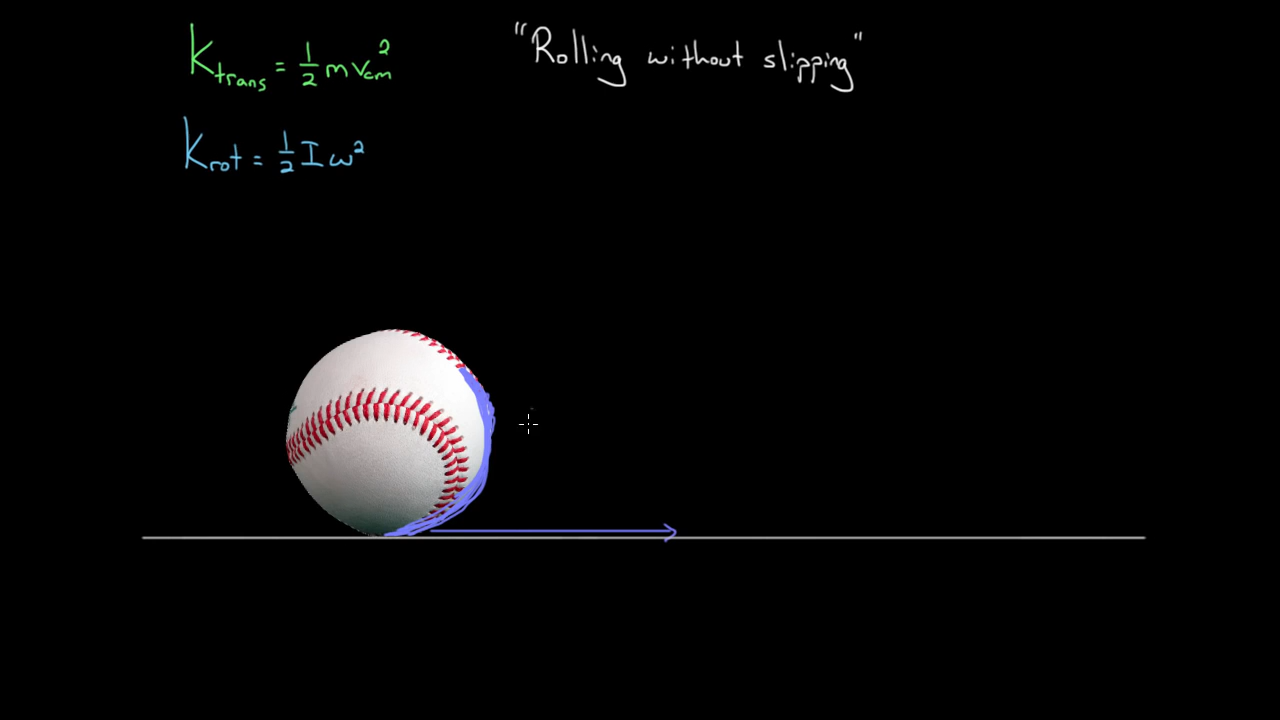 K_trans = 1/2 m v_cm^2
"Rolling without slipping"
K_rot = 1/2 I ω^2